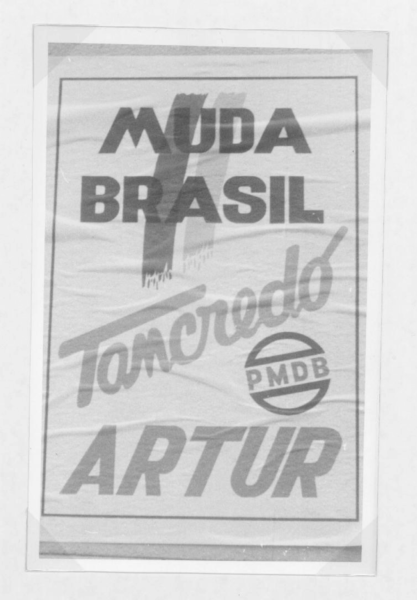 MUDA
BRASIL
Tancredo
PMDB
ARTUR